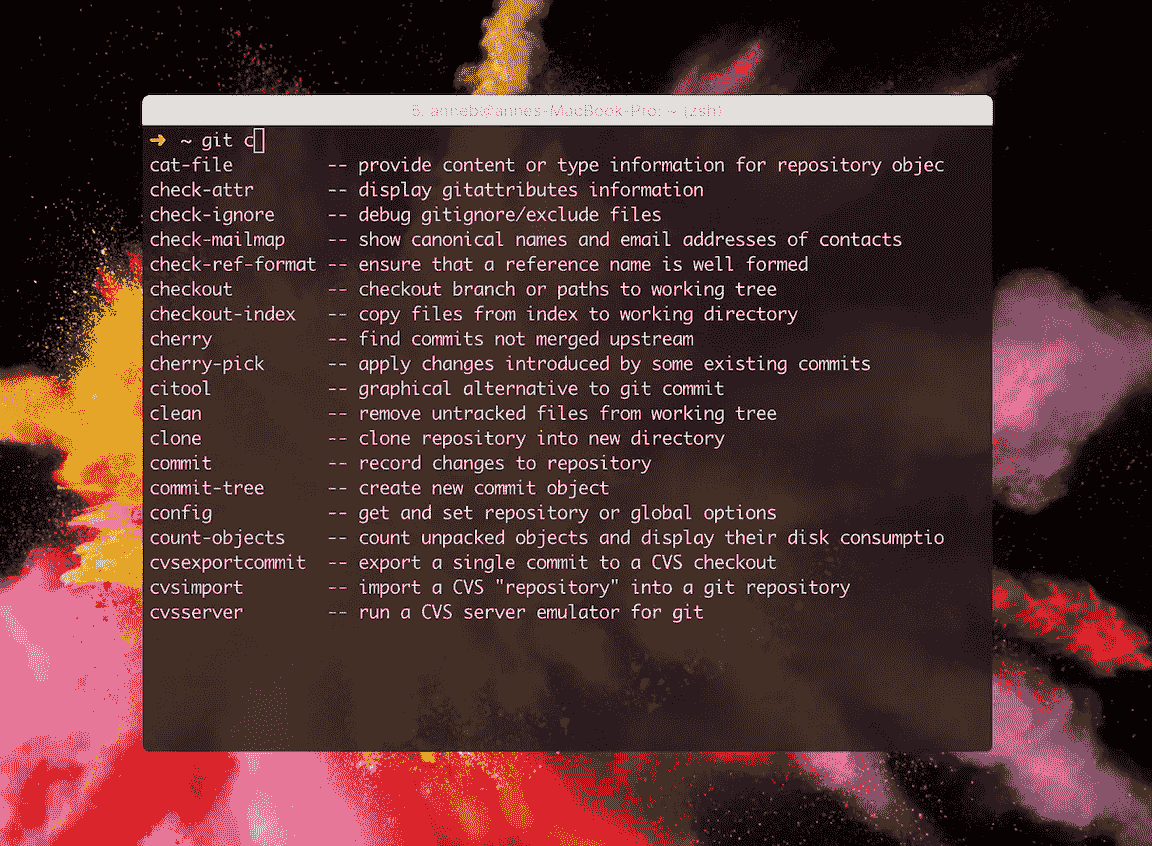 5. anneb@annes-MacBook-Pro: ~ (zsh)
➜ ~ git c
cat-file -- provide content or type information for repository objec
check-attr -- display gitattributes information
check-ignore -- debug gitignore/exclude files
check-mailmap -- show canonical names and email addresses of contacts
check-ref-format -- ensure that a reference name is well formed
checkout -- checkout branch or paths to working tree
checkout-index -- copy files from index to working directory
cherry -- find commits not merged upstream
cherry-pick -- apply changes introduced by some existing commits
citool -- graphical alternative to git commit
clean -- remove untracked files from working tree
clone -- clone repository into new directory
commit -- record changes to repository
commit-tree -- create new commit object
config -- get and set repository or global options
count-objects -- count unpacked objects and display their disk consumptio
cvsexportcommit -- export a single commit to a CVS checkout
cvsimport -- import a CVS "repository" into a git repository
cvsserver -- run a CVS server emulator for git